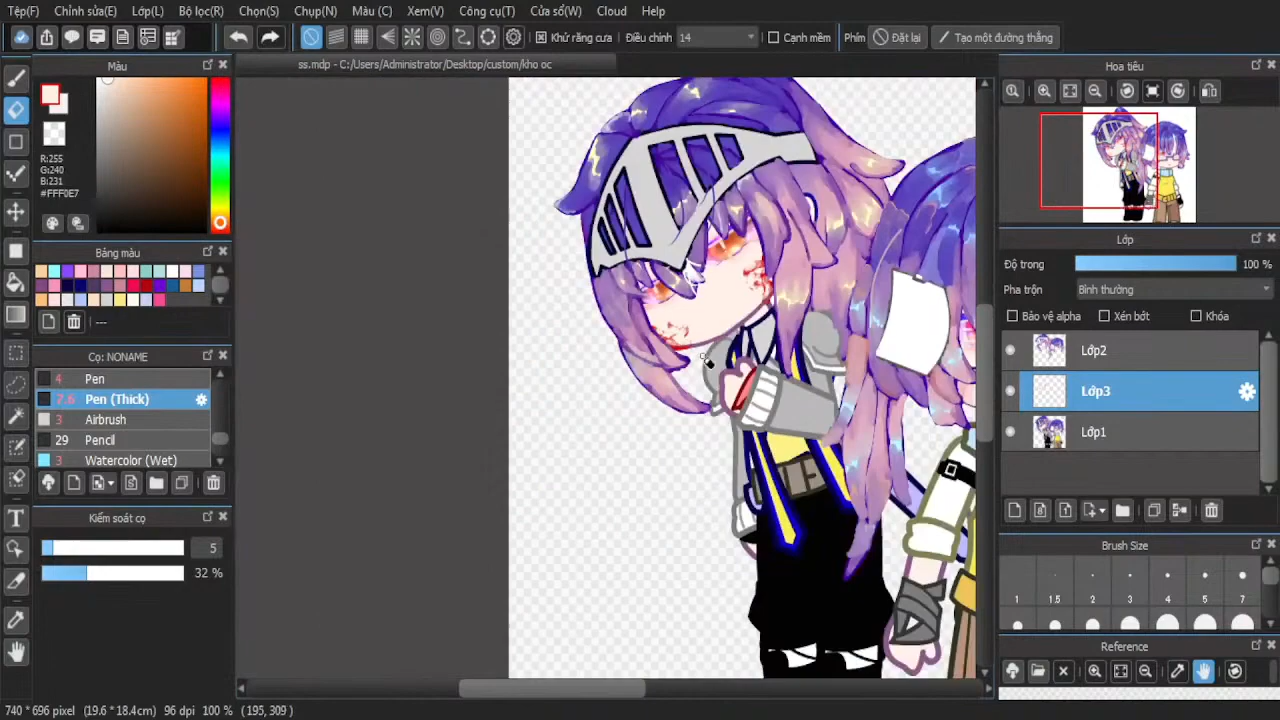 Tệp(F) Chỉnh sửa(E) Lớp(L) Bộ lọc(R) Chọn(S) Chụp(N) Màu (C) Xem(V) Công cụ(T) Cửa sổ(W) Cloud Help
Khử răng cưa Điều chỉnh 14 Cạnh mềm Phím Đặt lại Tạo một đường thẳng
Màu
ss.mdp - C:/Users/Administrator/Desktop/custom/kho oc
Hoa tiêu
R:255
G:240
B:231
#FFF0E7
Lớp
Bảng màu
Độ trong 100 %
Pha trộn Bình thường
Bảo vệ alpha Xén bớt Khóa
---
Lớp2
Cọ: NONAME
4 Pen
7.6 Pen (Thick)
3 Airbrush
29 Pencil
3 Watercolor (Wet)
Lớp3
Lớp1
T
Kiểm soát cọ
5
32 %
Brush Size
1 1.5 2 3 4 5 7
Reference
740 * 696 pixel (19.6 * 18.4cm) 96 dpi 100 % ( 195, 309 )